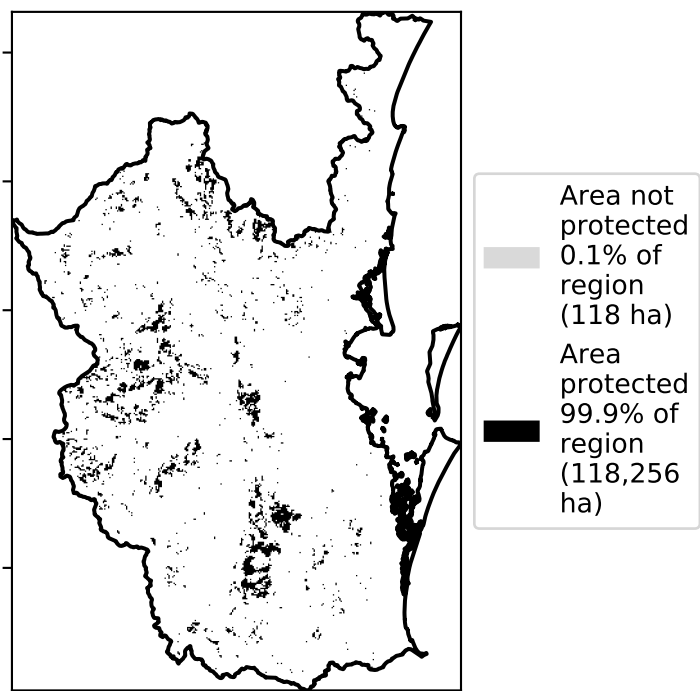 Area not
protected
0.1% of
region
(118 ha)
Area
protected
99.9% of
region
(118,256
ha)